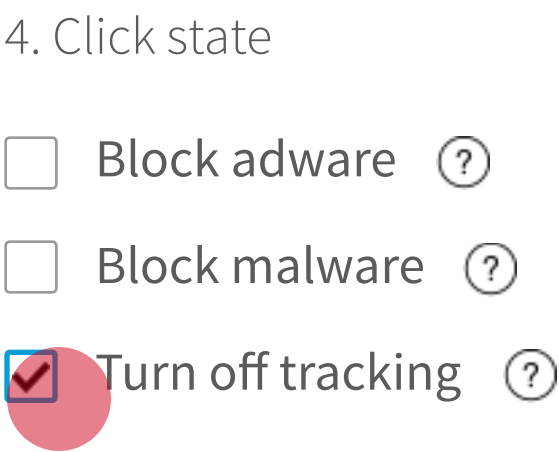 4. Click state
Block adware ?
Block malware ?
Turn off tracking ?